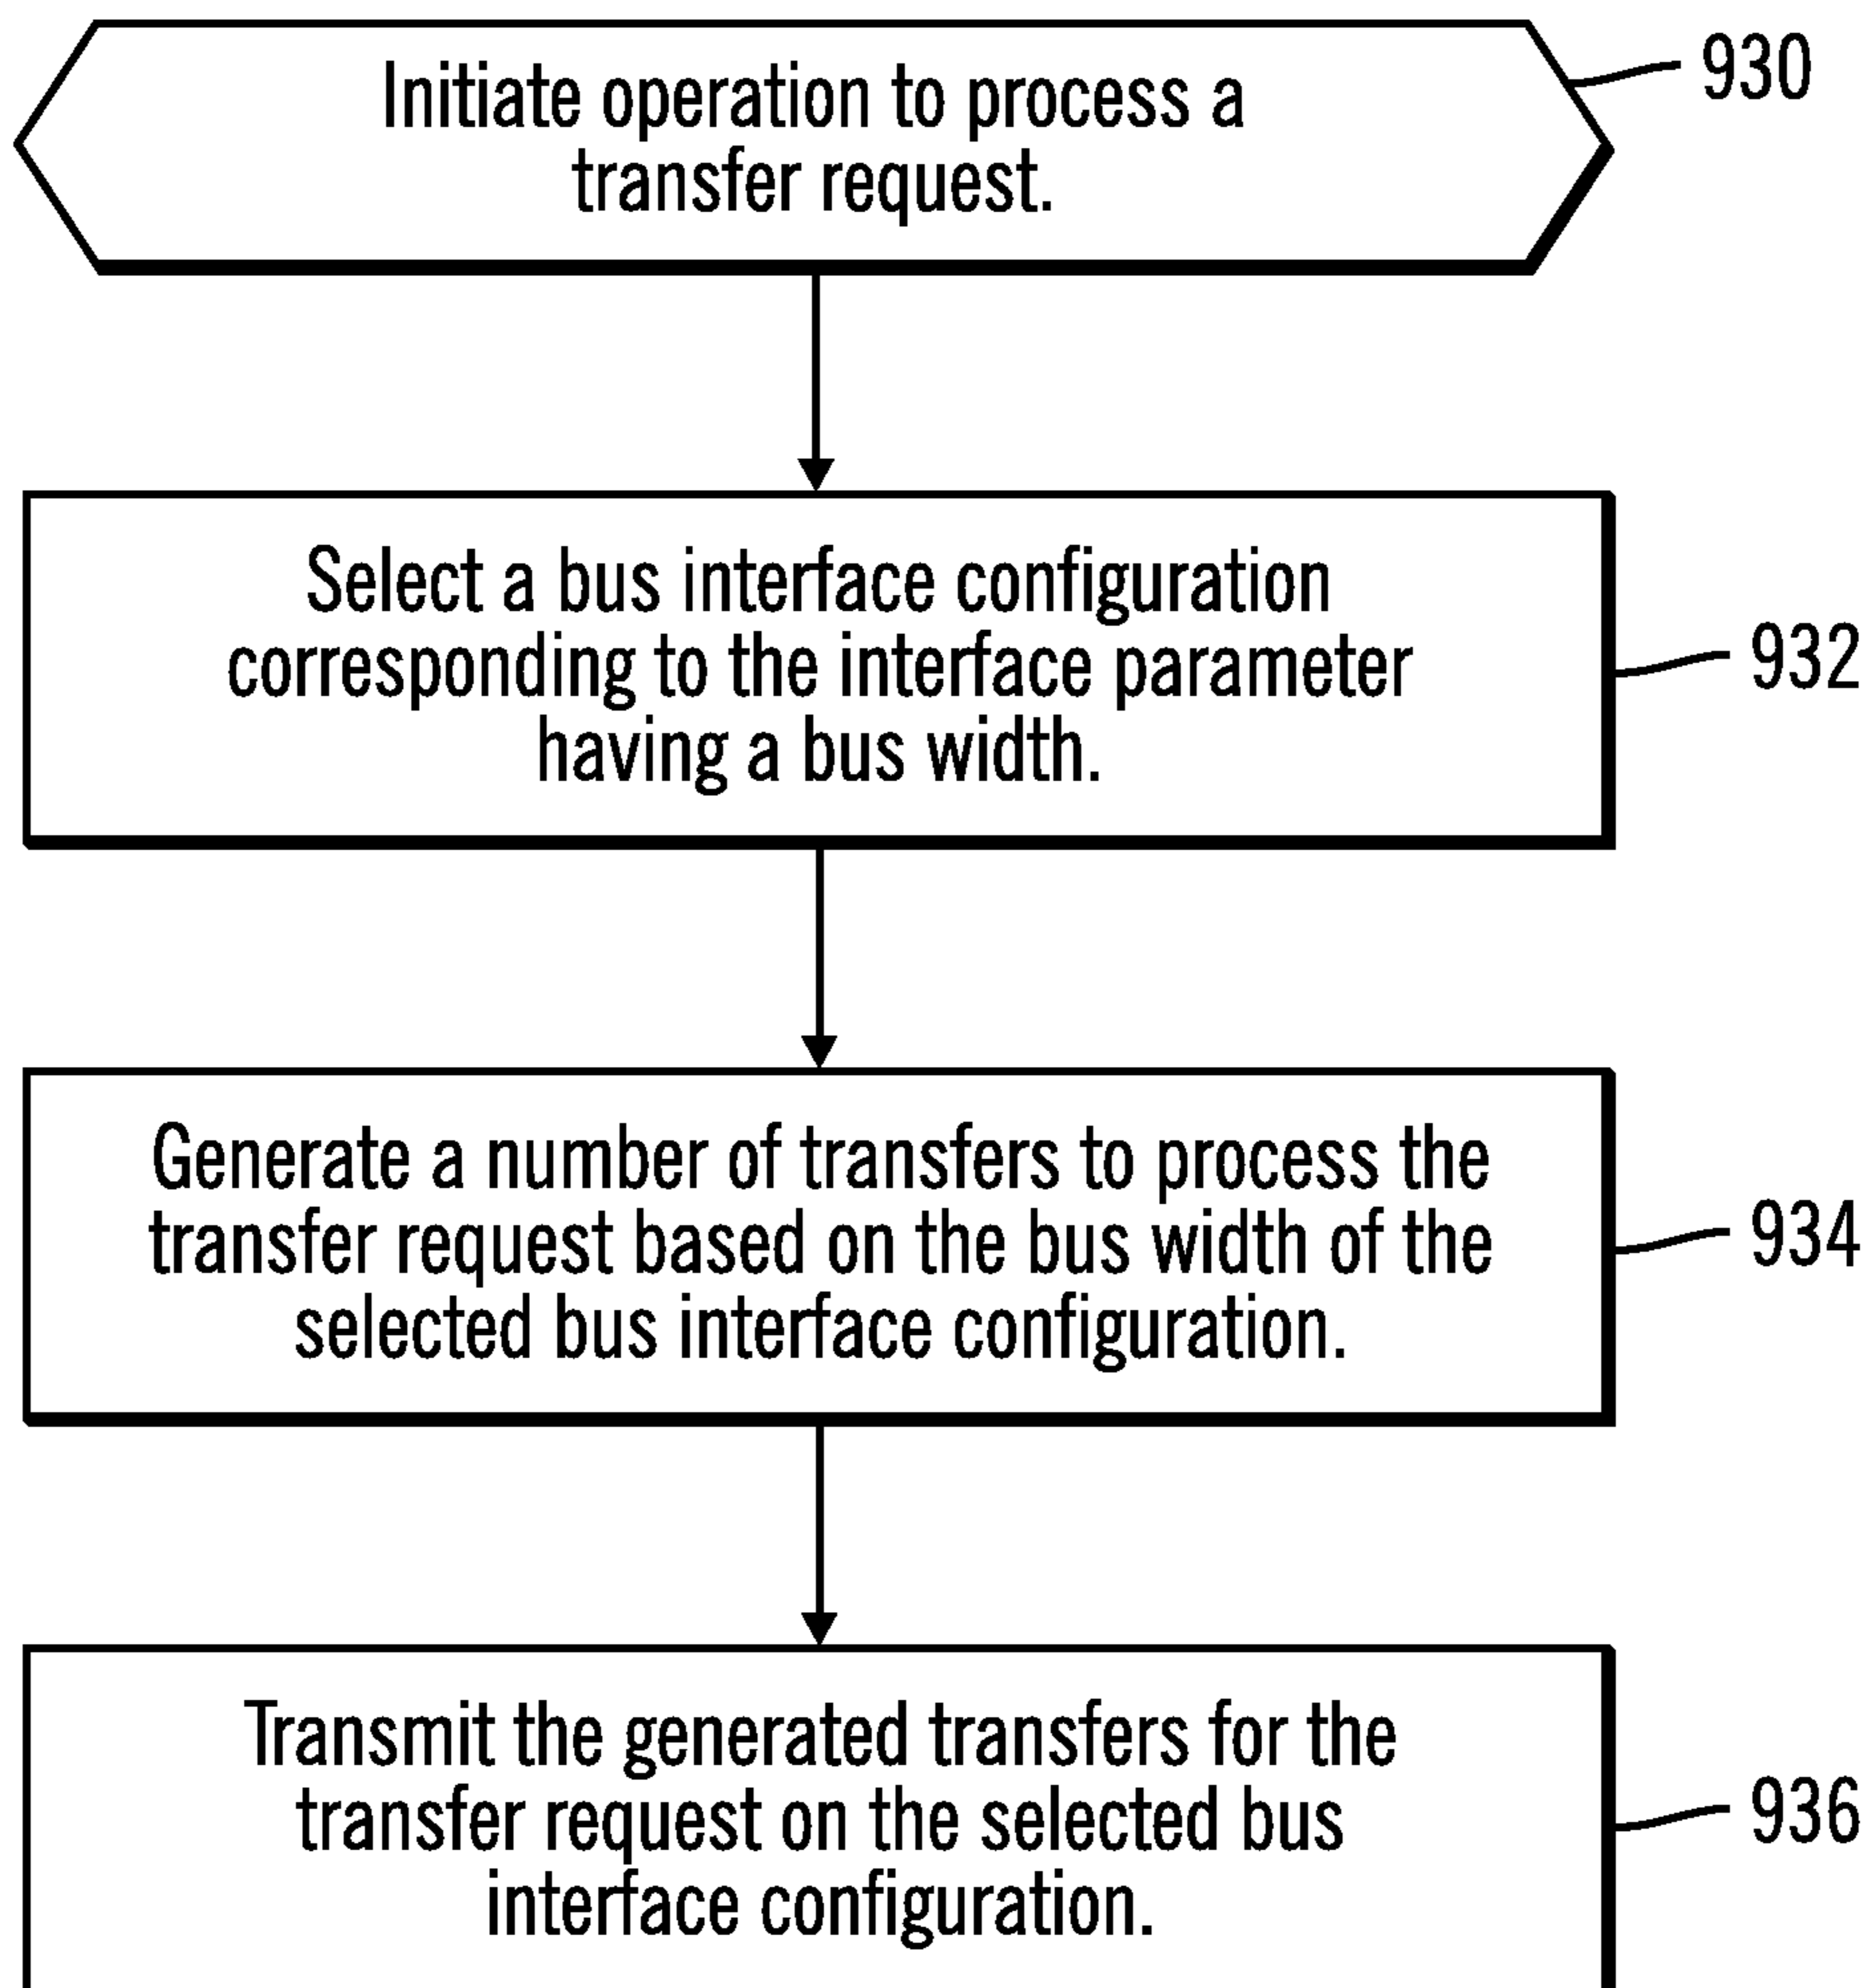 Initiate operation to process a
transfer request.
930
Select a bus interface configuration
corresponding to the interface parameter
having a bus width.
932
Generate a number of transfers to process the
transfer request based on the bus width of the
selected bus interface configuration.
934
Transmit the generated transfers for the
transfer request on the selected bus
interface configuration.
936